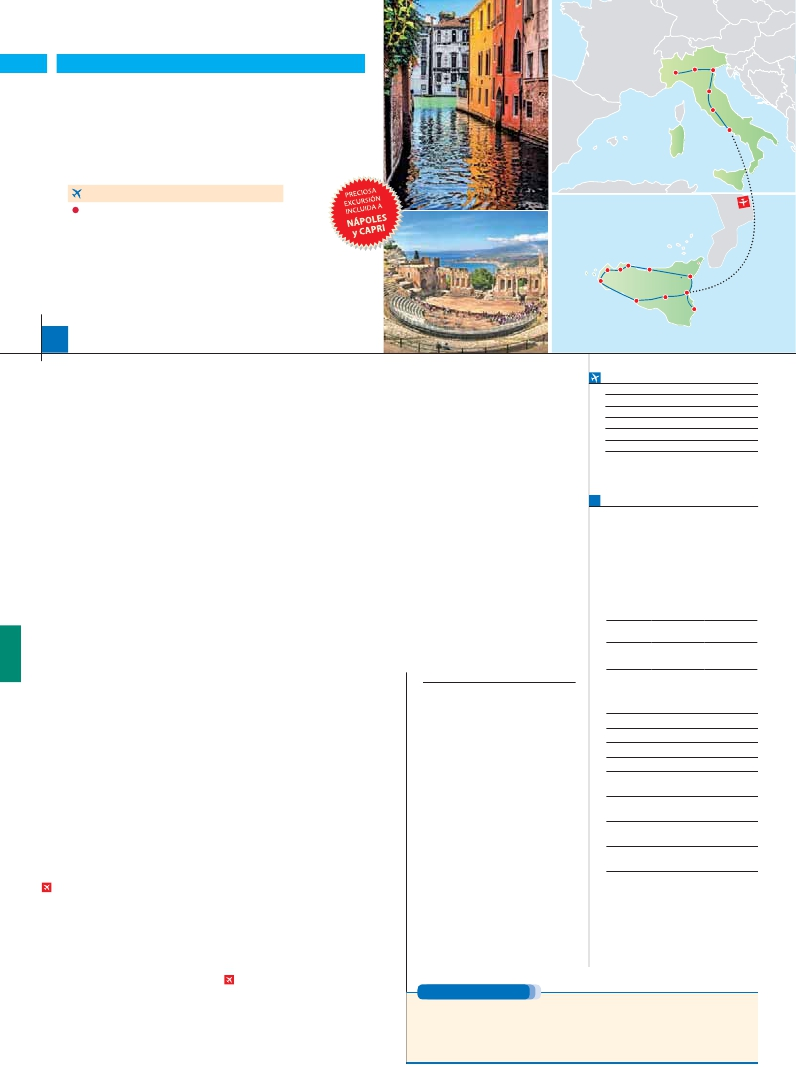 PRECIOSA
EXCURSIÓN
INCLUIDA A
NÁPOLES
y CAPRI